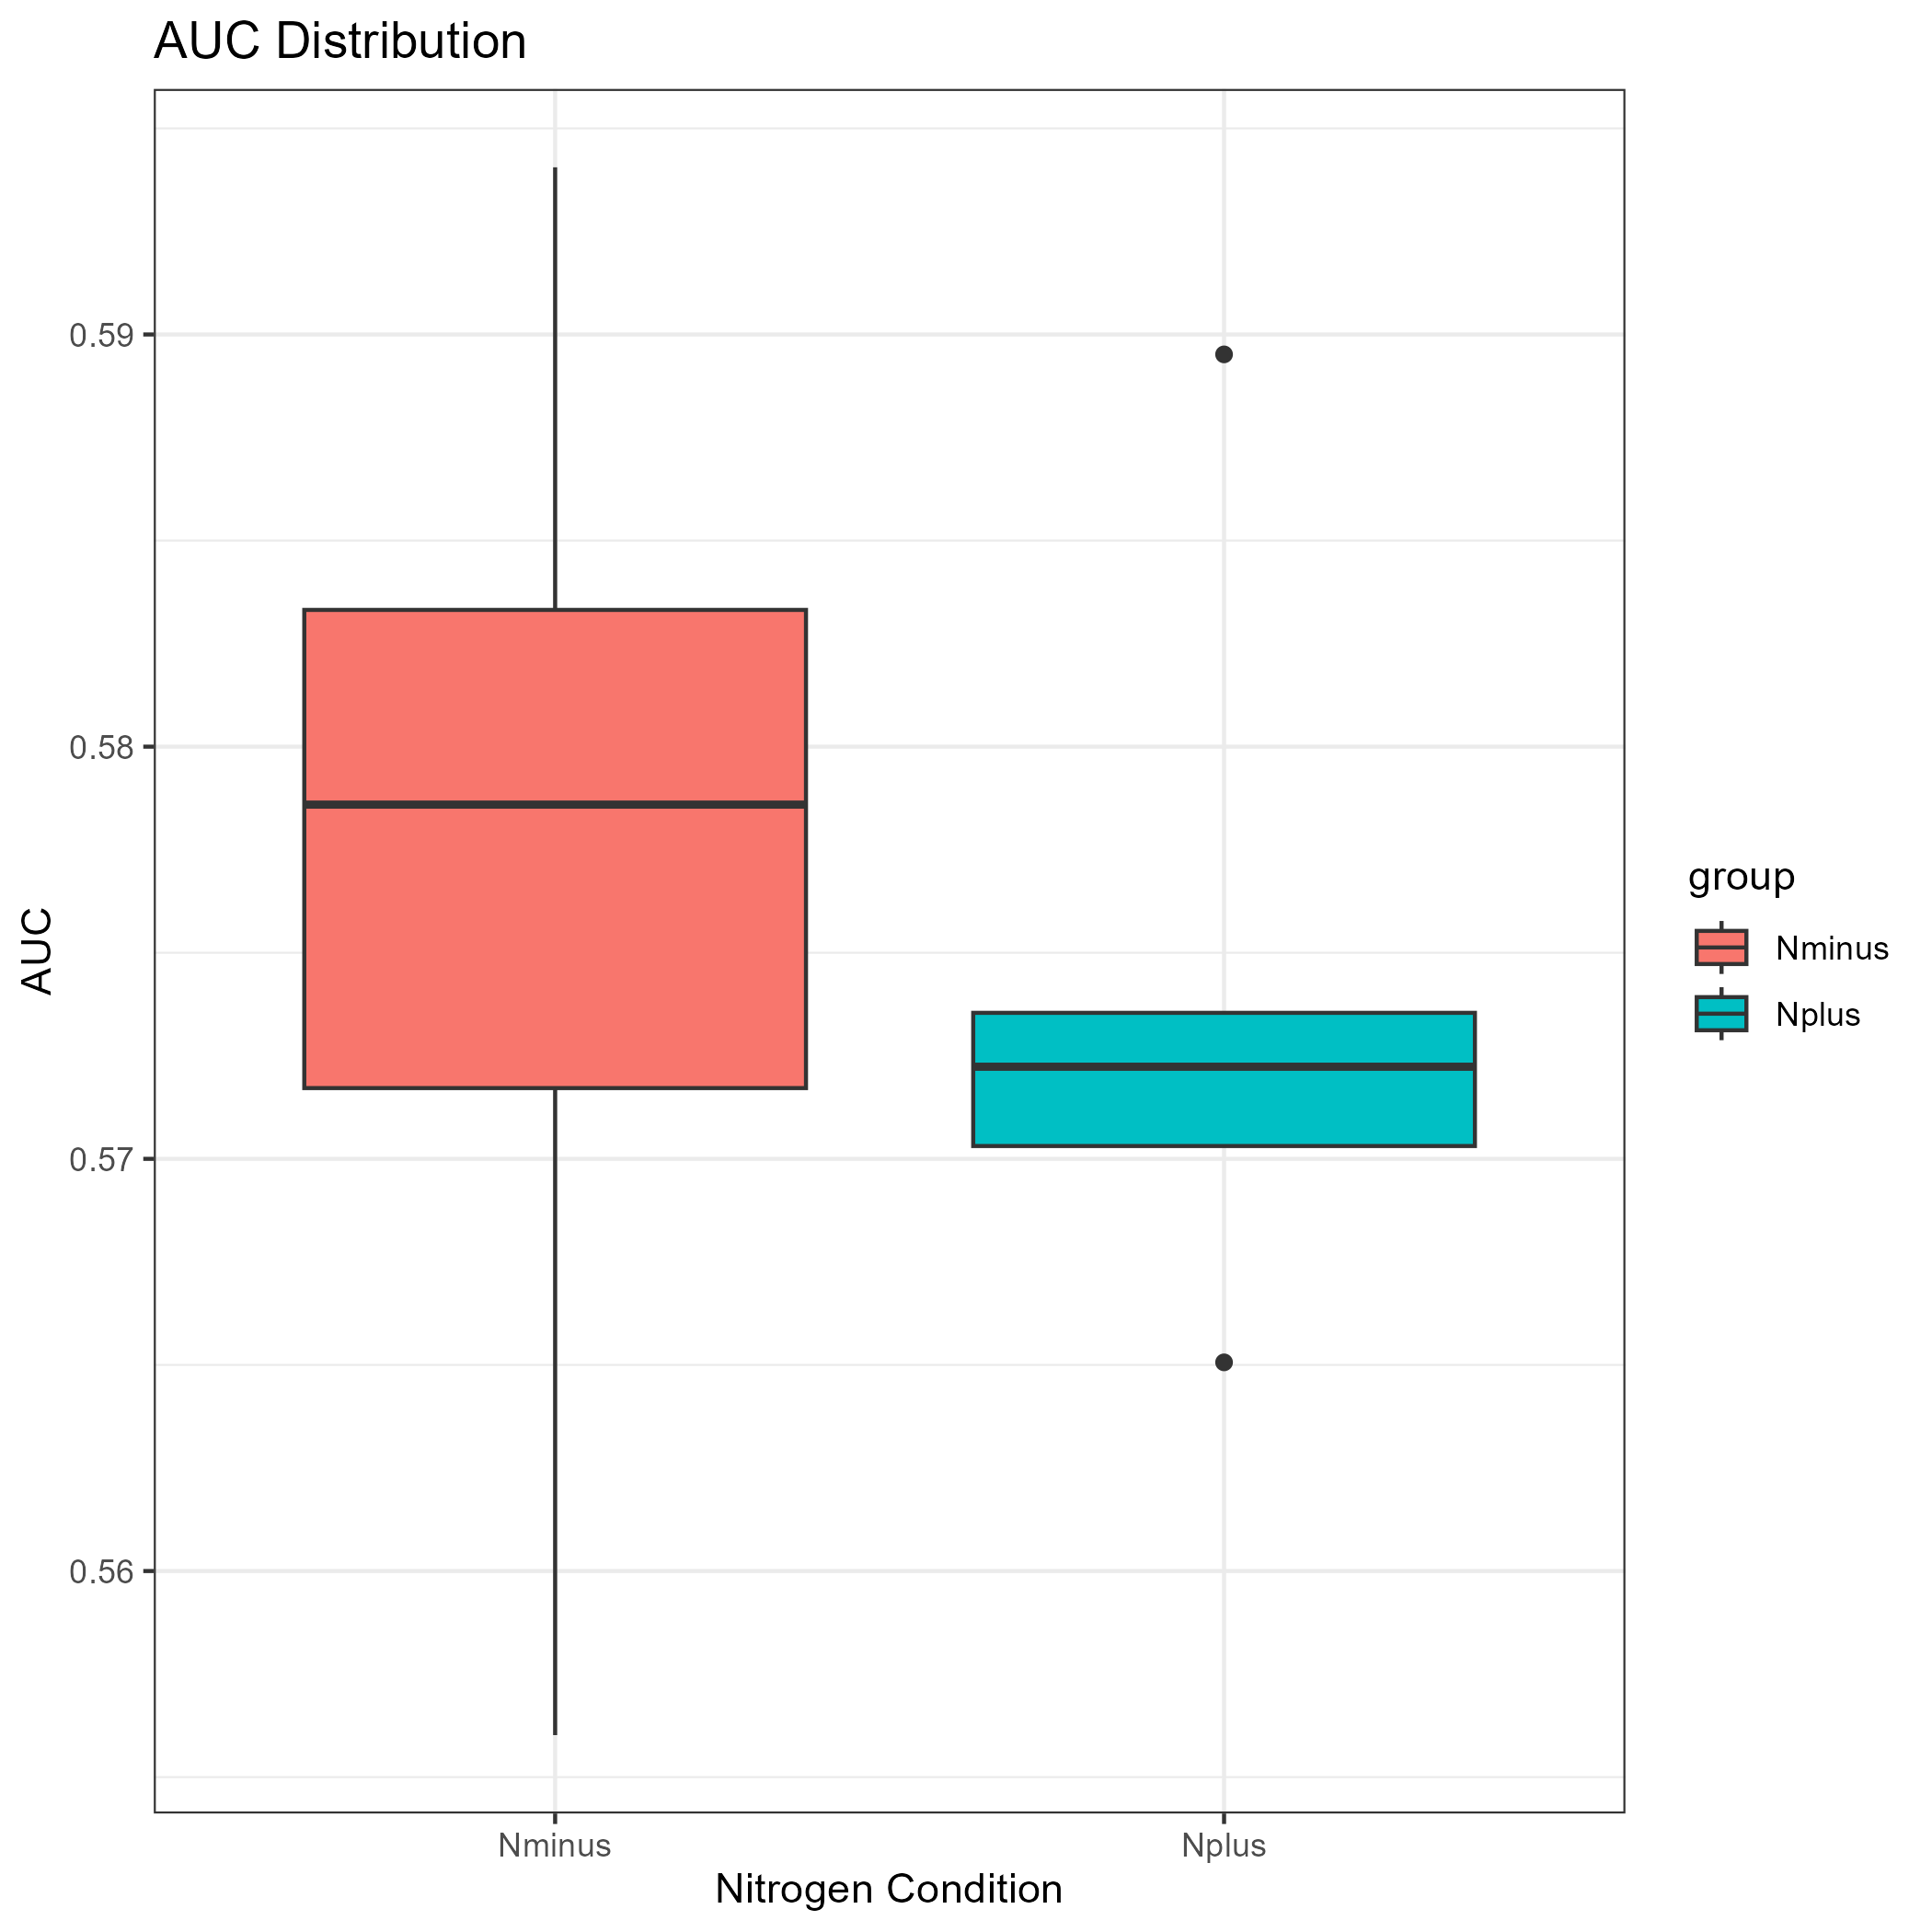 AUC Distribution
AUC
0.59
0.58
0.57
0.56
Nminus
Nplus
Nitrogen Condition
group
Nminus
Nplus